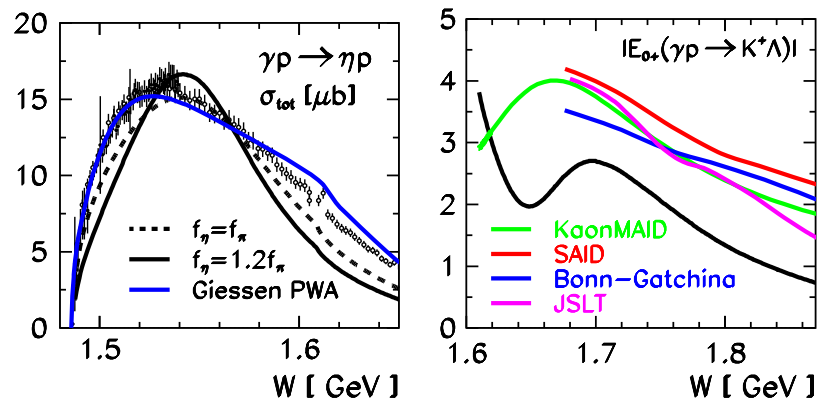 γp → ηp
σtot [μb]
20
15
10
5
0
fη=fπ
fη=1.2fπ
Giessen PWA
1.5
1.6
W [ GeV ]
|E0+(γp → K+Λ)|
5
4
3
2
1
0
KaonMAID
SAID
Bonn-Gatchina
JSLT
1.6
1.7
1.8
W [ GeV ]